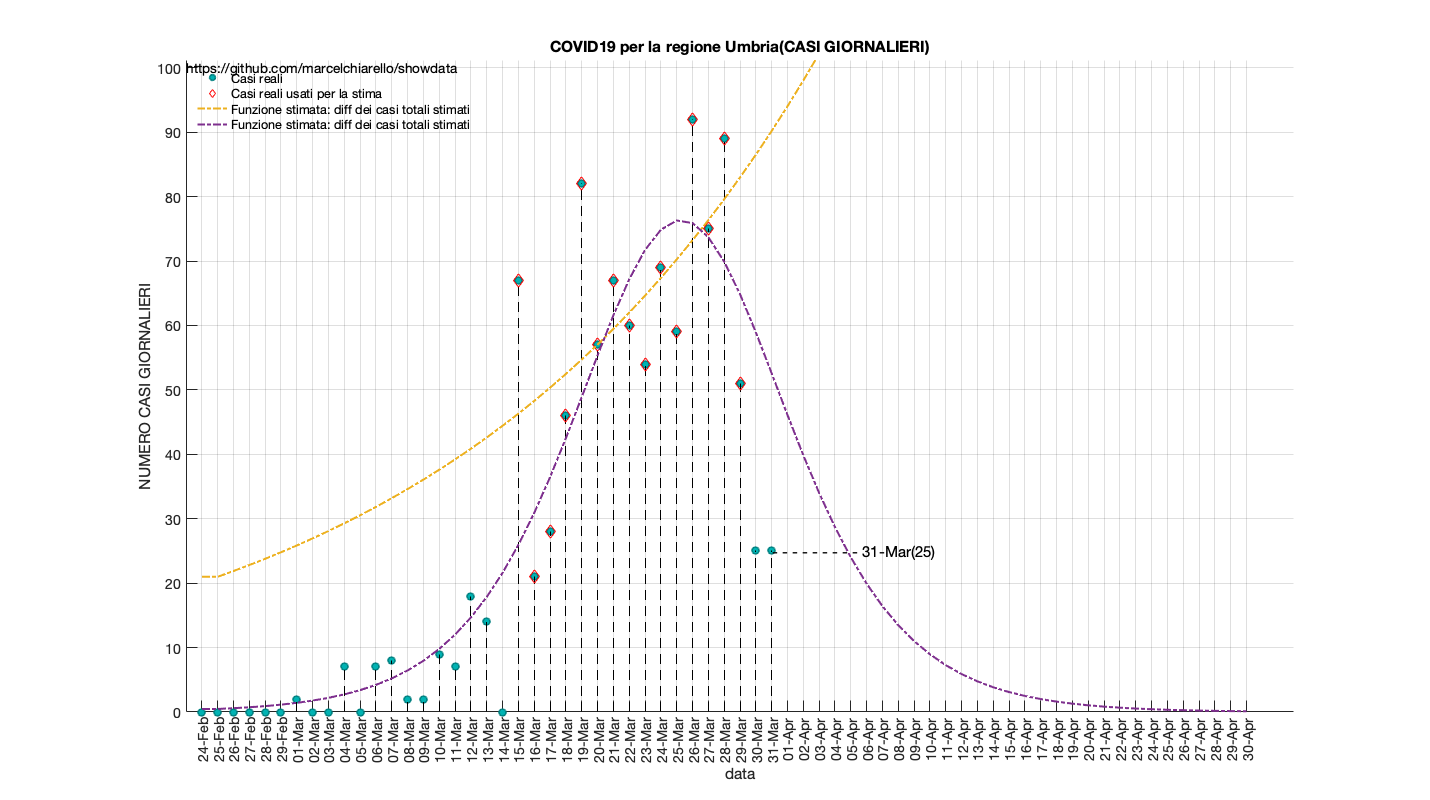 COVID19 per la regione Umbria(CASI GIORNALIERI)
https://github.com/marcelchiarello/showdata
Casi reali
Casi reali usati per la stima
Funzione stimata: diff dei casi totali stimati
Funzione stimata: diff dei casi totali stimati
NUMERO CASI GIORNALIERI
100
90
80
70
60
50
40
30
20
10
0
31-Mar(25)
24-Feb
25-Feb
26-Feb
27-Feb
28-Feb
29-Feb
01-Mar
02-Mar
03-Mar
04-Mar
05-Mar
06-Mar
07-Mar
08-Mar
09-Mar
10-Mar
11-Mar
12-Mar
13-Mar
14-Mar
15-Mar
16-Mar
17-Mar
18-Mar
19-Mar
20-Mar
21-Mar
22-Mar
23-Mar
24-Mar
25-Mar
26-Mar
27-Mar
28-Mar
29-Mar
30-Mar
31-Mar
01-Apr
02-Apr
03-Apr
04-Apr
05-Apr
06-Apr
07-Apr
08-Apr
09-Apr
10-Apr
11-Apr
12-Apr
13-Apr
14-Apr
15-Apr
16-Apr
17-Apr
18-Apr
19-Apr
20-Apr
21-Apr
22-Apr
23-Apr
24-Apr
25-Apr
26-Apr
27-Apr
28-Apr
29-Apr
30-Apr
data